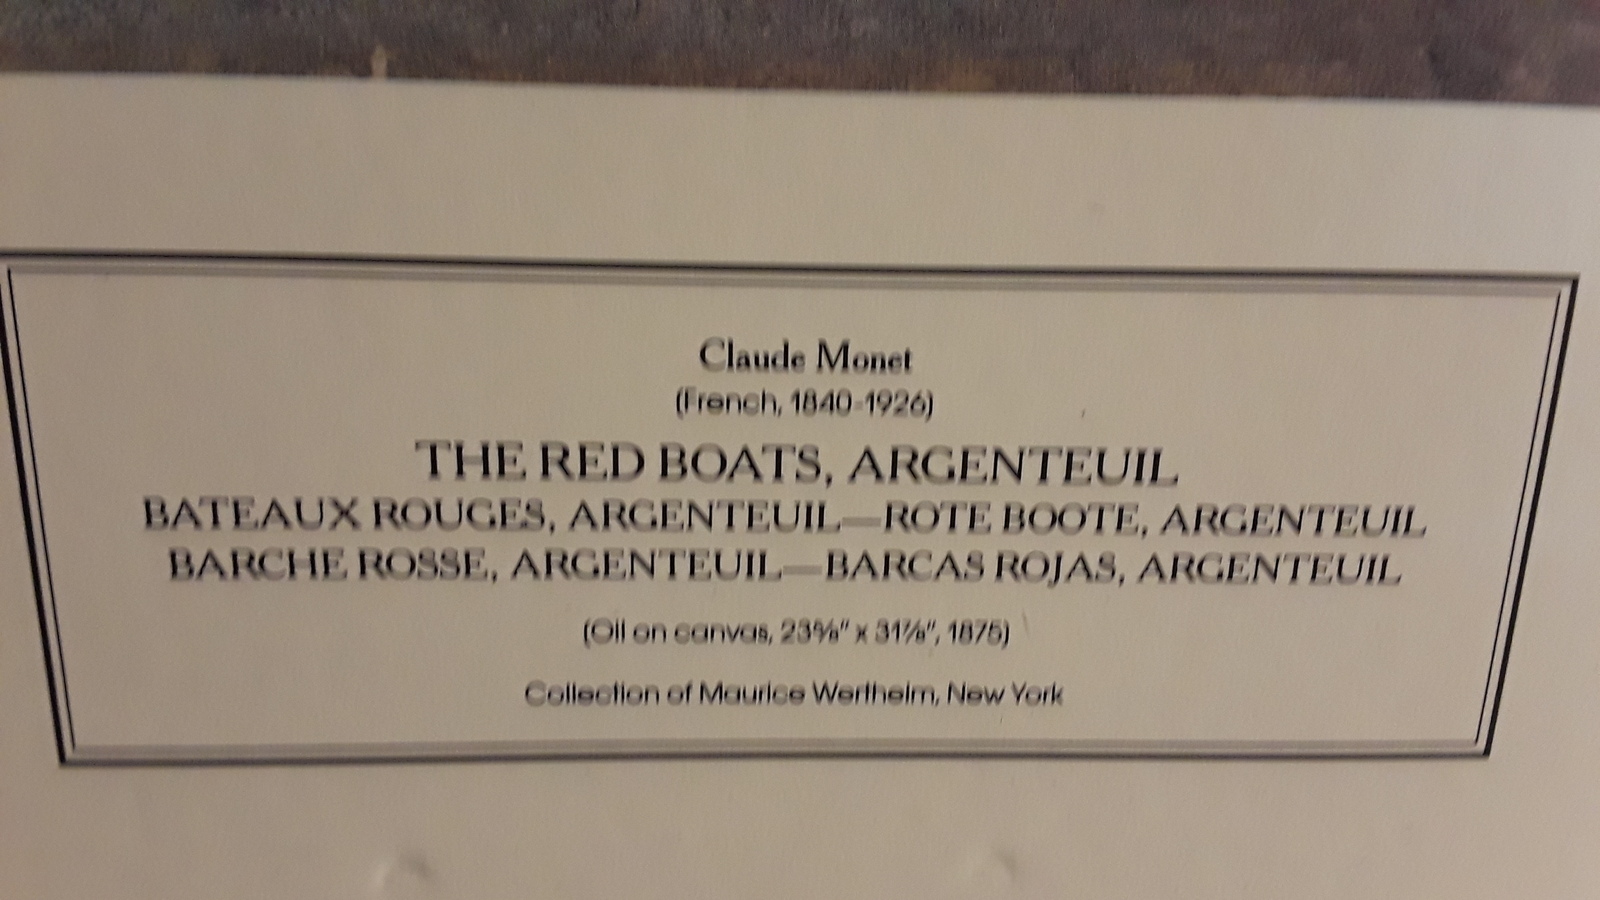 Claude Monet
(French, 1840-1926)
THE RED BOATS, ARGENTEUIL
BATEAUX ROUGES, ARGENTEUIL—ROTE BOOTE, ARGENTEUIL
BARCHE ROSSE, ARGENTEUIL—BARCAS ROJAS, ARGENTEUIL
(Oil on canvas, 23⅝" x 31⅞", 1875)
Collection of Maurice Wertheim, New York